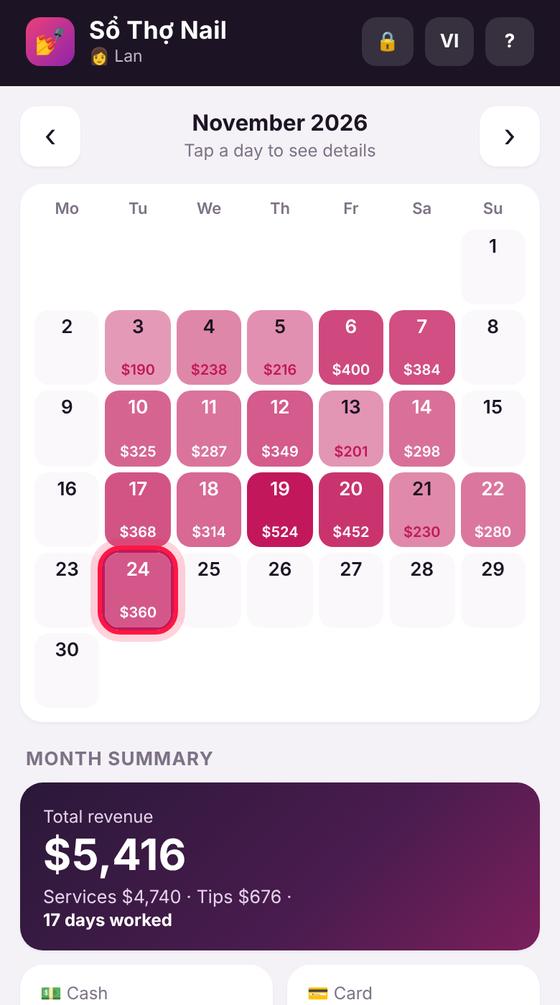 Sổ Thợ Nail
👩 Lan
🔒 VI ?
‹ November 2026 ›
Tap a day to see details
Mo Tu We Th Fr Sa Su
1
2 3 4 5 6 7 8
$190 $238 $216 $400 $384
9 10 11 12 13 14 15
$325 $287 $349 $201 $298
16 17 18 19 20 21 22
$368 $314 $524 $452 $230 $280
23 24 25 26 27 28 29
$360
30
MONTH SUMMARY
Total revenue
$5,416
Services $4,740 · Tips $676 ·
17 days worked
💵 Cash 💳 Card